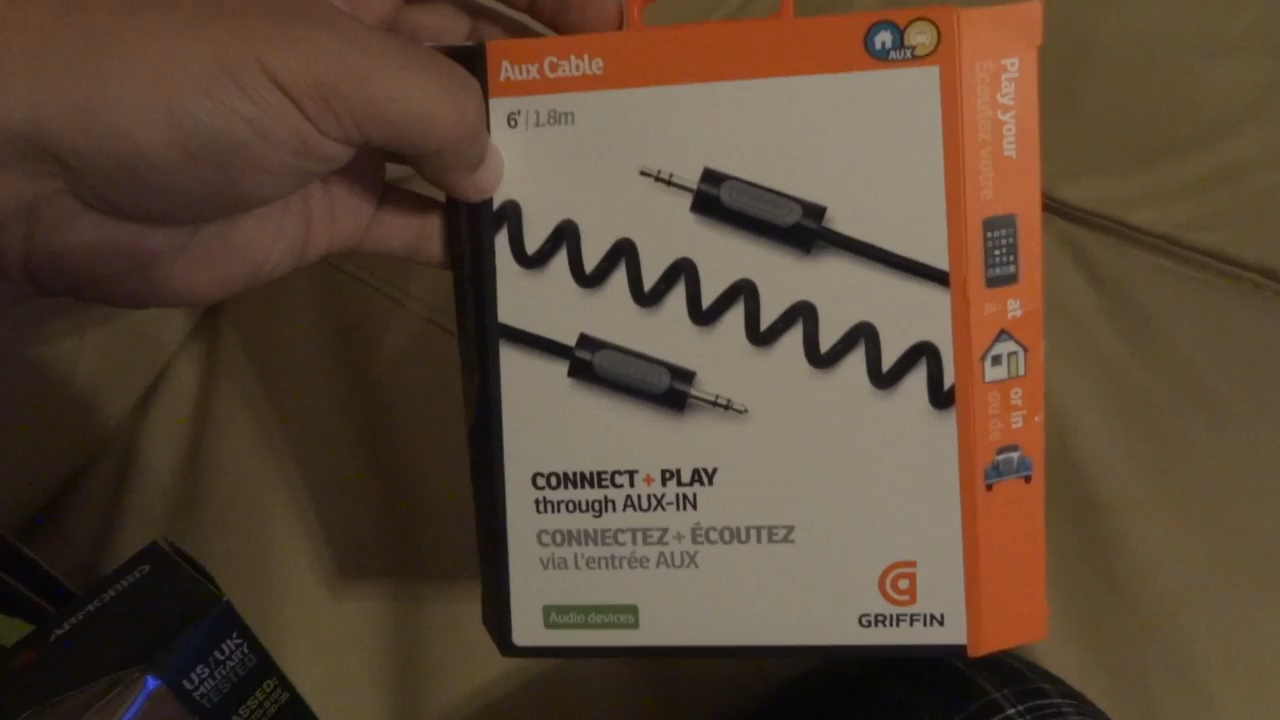 Aux Cable
AUX
6' | 1.8m
CONNECT + PLAY
through AUX-IN
CONNECTEZ + ÉCOUTEZ
via l'entrée AUX
Audio devices
GRIFFIN
Play your at or in
Écoutez votre à ou de
US/UK
MILITARY
TESTED